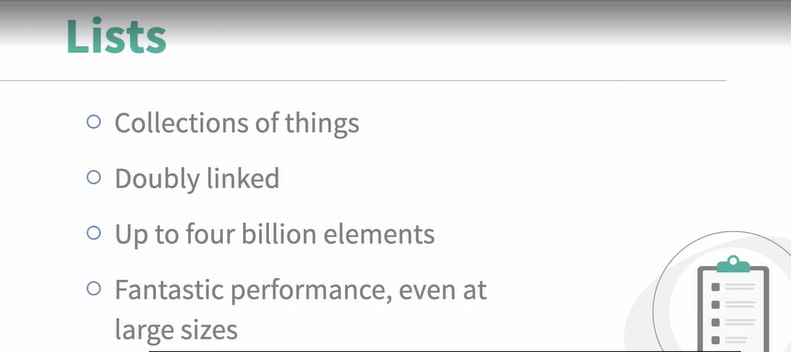 Lists
Collections of things
Doubly linked
Up to four billion elements
Fantastic performance, even at
large sizes